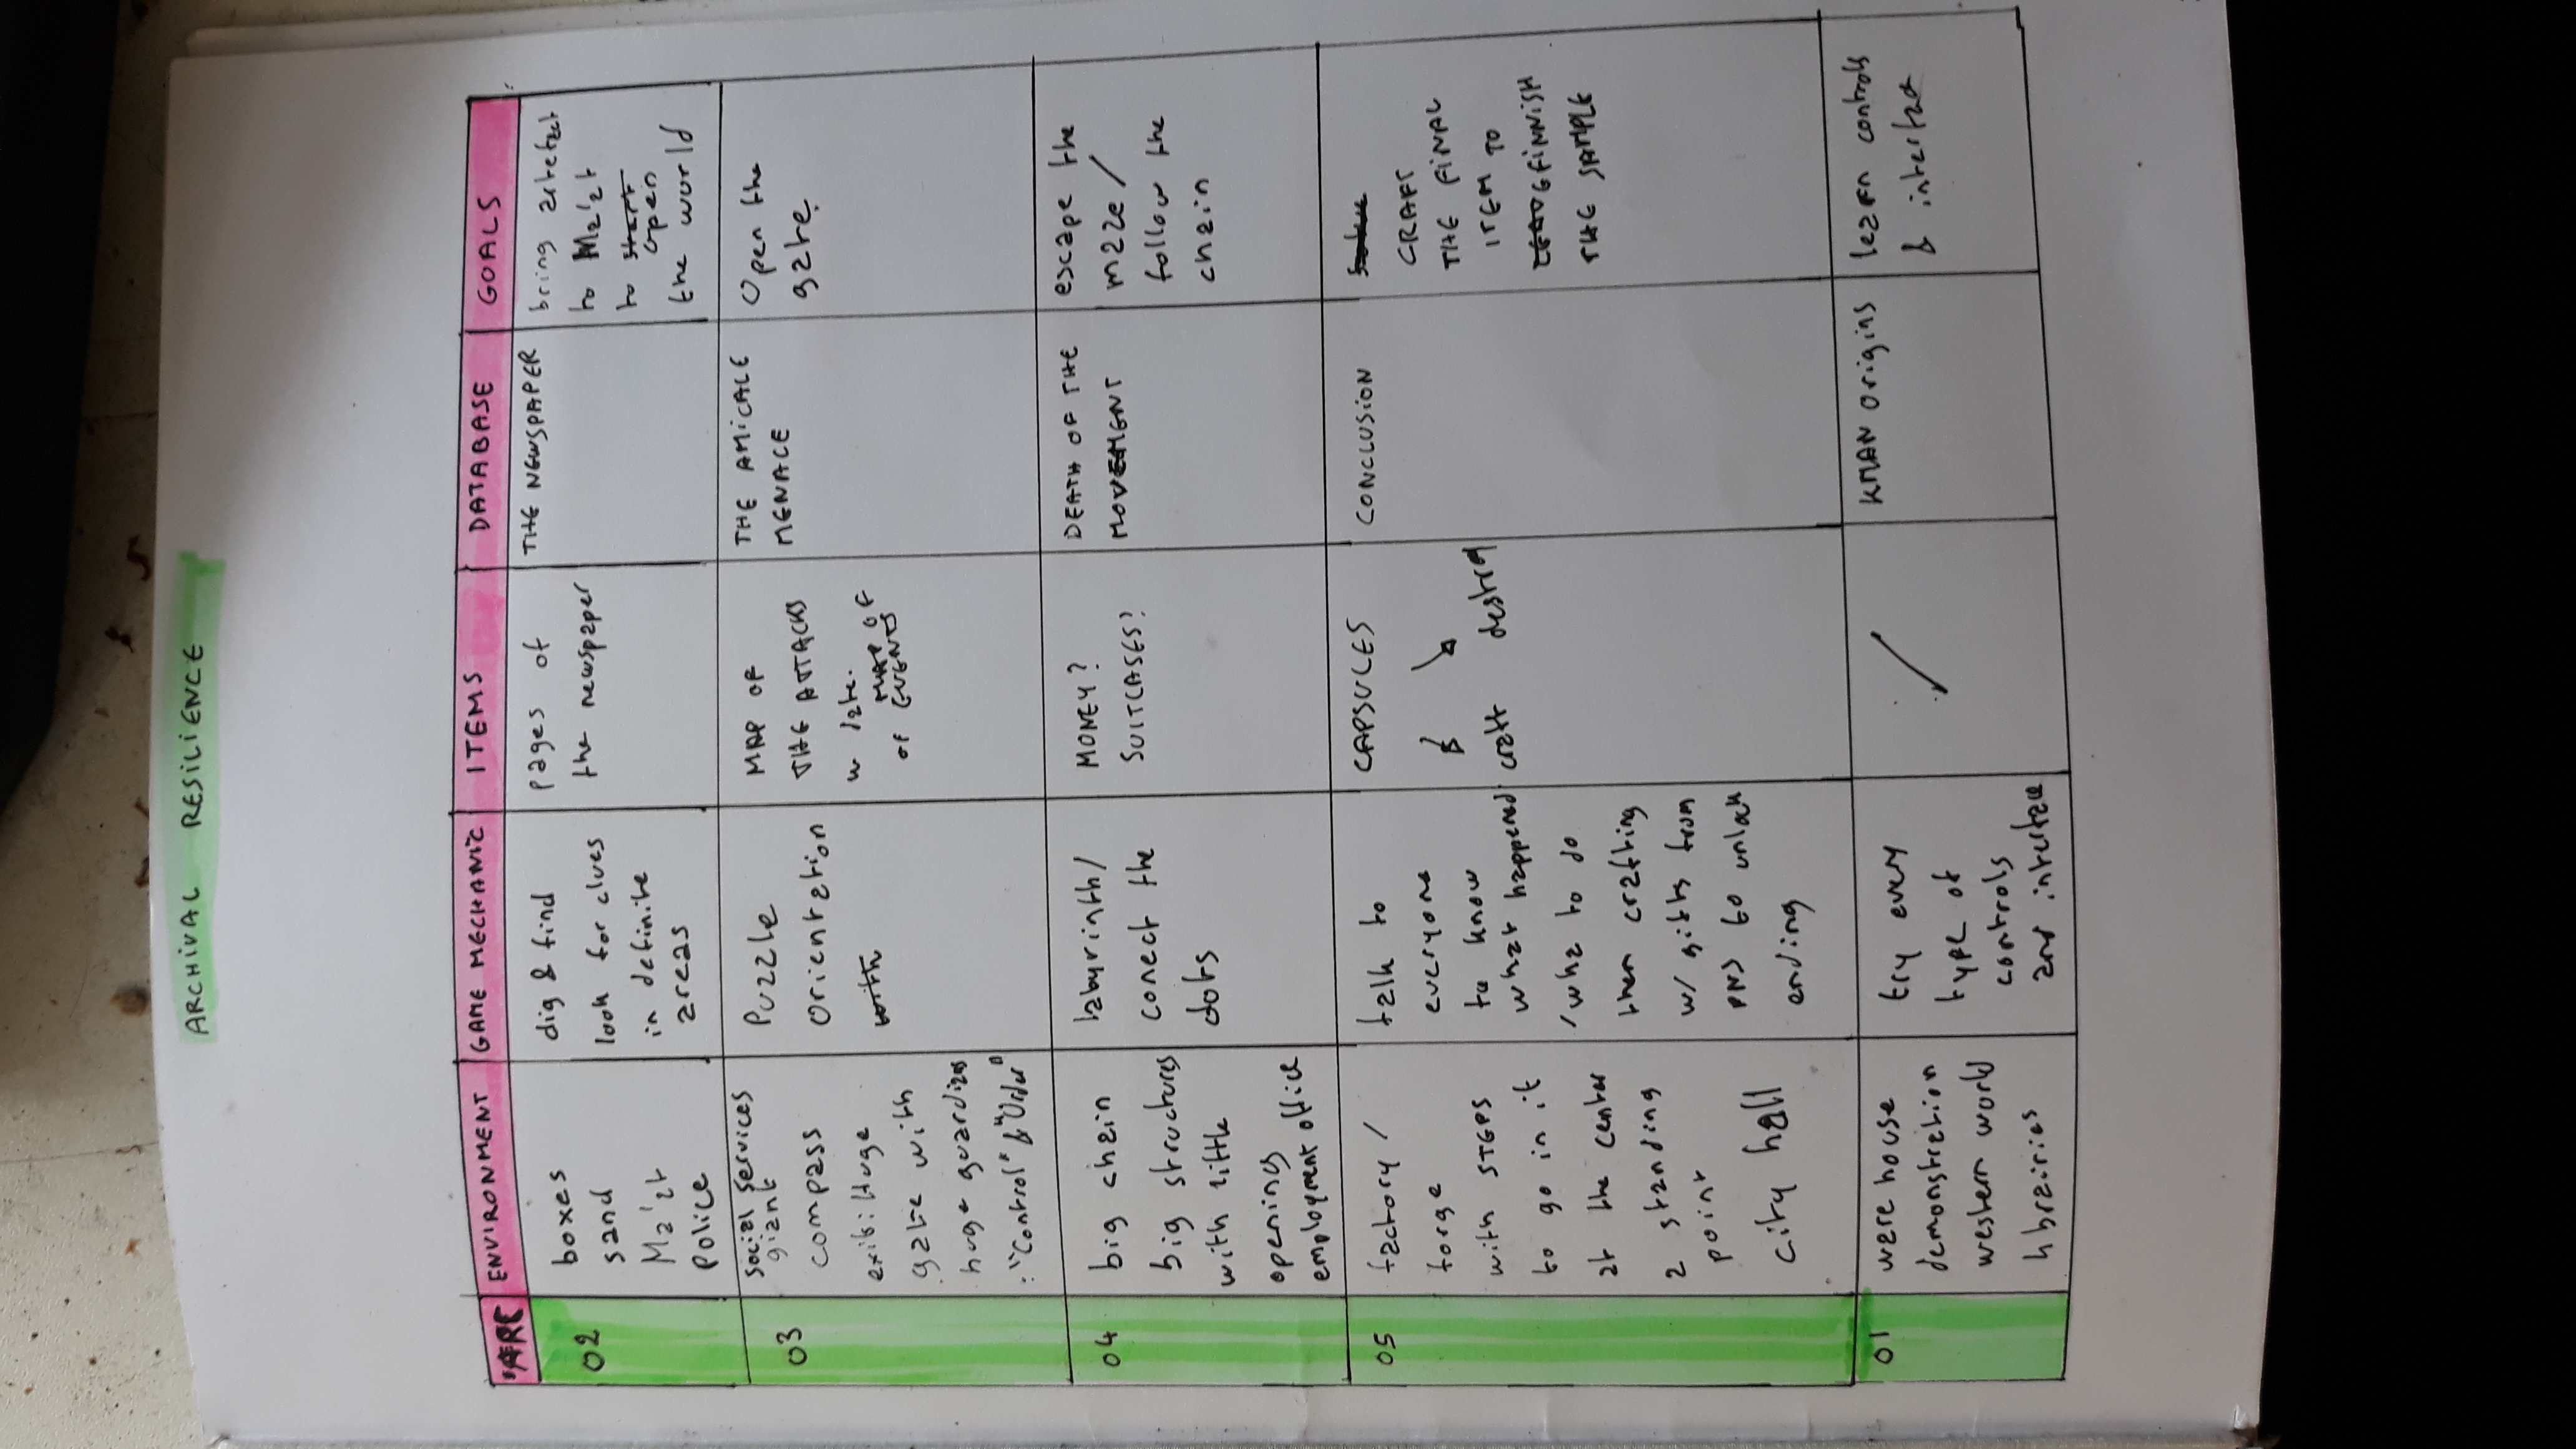 ARCHIVAL RESILIENCE
ARC
ENVIRONMENT
GAME MECHANIC
ITEMS
DATABASE
GOALS
02
boxes
sand
Ma'at
Police
dig & find
look for clues
in definite
areas
pages of
the newspaper
THE NEWSPAPER
bring artefact
to Ma'at
to start
open
the world
03
social services
giant
compass
exit: Huge
gate with
huge guardians
: "Control" & "Order"
Puzzle
orientation
with
MAP OF
THE ATTACKS
w date.
MAP OF
OF EVENTS
THE AMICALE
MENACE
Open the
gate.
04
big chain
big structures
with little
openings
employment office
labyrinth/
conect the
dots
MONEY?
SUITCASES?
DEATH OF THE
MOVEMENT
escape the
maze /
follow the
chain
05
factory /
forge
with STEPS
to go in it
at the center
a standing
point
city hall
talk to
everyone
to know
what happened
/wha to do
then crafting
w/ gifts from
PNJ to unlock
ending
CAPSULES
craft destroy
CONCLUSION
CRAFT
THE FINAL
ITEM TO
FINNISH
THE SAMPLE
01
ware house
demonstration
western world
librairies
try every
type of
controls
and interface
KMAN origins
learn controls
& interface